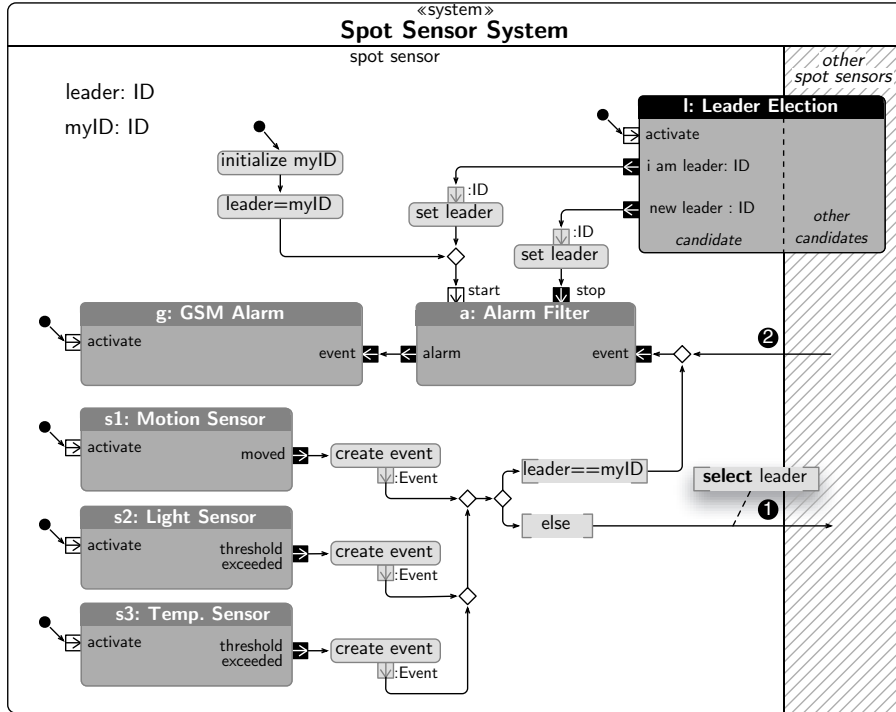 «system»
Spot Sensor System
spot sensor
other
spot sensors
leader: ID
myID: ID
l: Leader Election
activate
i am leader: ID
new leader : ID
candidate
other
candidates
initialize myID
leader=myID
:ID
set leader
:ID
set leader
start
stop
g: GSM Alarm
activate
event
a: Alarm Filter
alarm
event
2
s1: Motion Sensor
activate
moved
create event
:Event
leader==myID
select leader
s2: Light Sensor
activate
threshold
exceeded
create event
:Event
else
1
s3: Temp. Sensor
activate
threshold
exceeded
create event
:Event